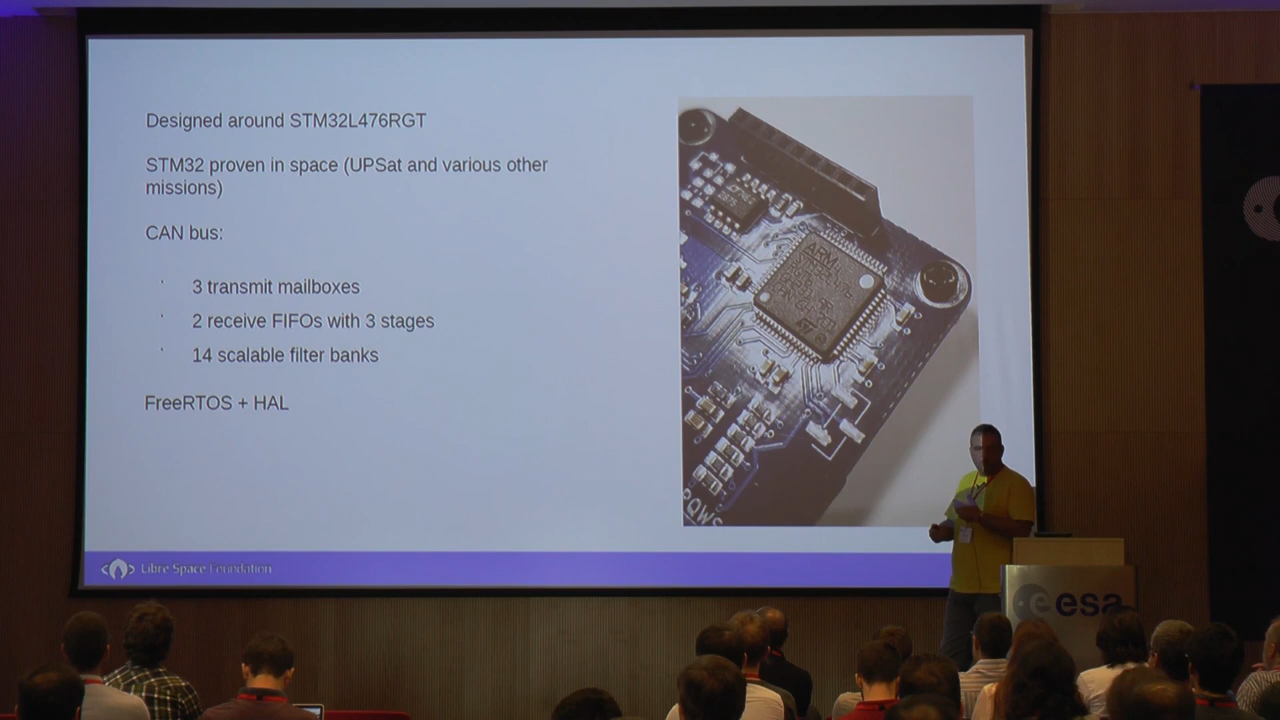 Designed around STM32L476RGT
STM32 proven in space (UPSat and various other
missions)
CAN bus:
3 transmit mailboxes
2 receive FIFOs with 3 stages
14 scalable filter banks
FreeRTOS + HAL
ARM
Libre Space Foundation
esa